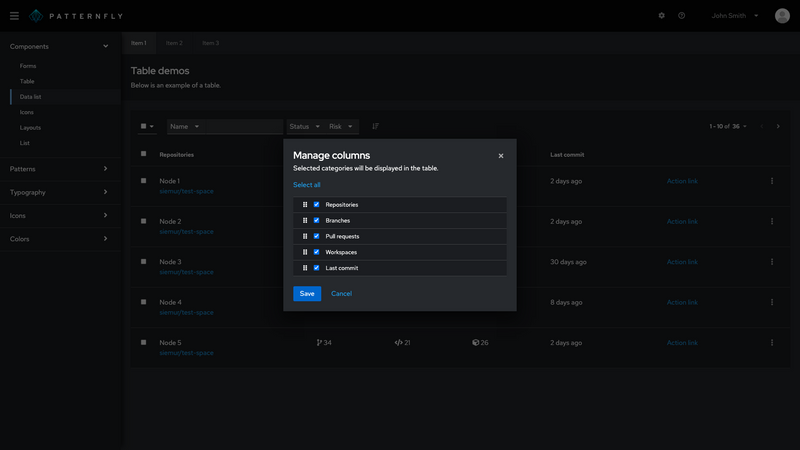 PATTERNFLY
John Smith
Components
Forms
Table
Data list
Icons
Layouts
List
Patterns
Typography
Icons
Colors
Item 1 Item 2 Item 3
Table demos
Below is an example of a table.
Name Status Risk 1 - 10 of 36
Repositories Last commit
Node 1 2 days ago Action link
siemur/test-space
Node 2 2 days ago Action link
siemur/test-space
Node 3 30 days ago Action link
siemur/test-space
Node 4 8 days ago Action link
siemur/test-space
Node 5 34 21 26 2 days ago Action link
siemur/test-space
Manage columns
Selected categories will be displayed in the table.
Select all
Repositories
Branches
Pull requests
Workspaces
Last commit
Save Cancel